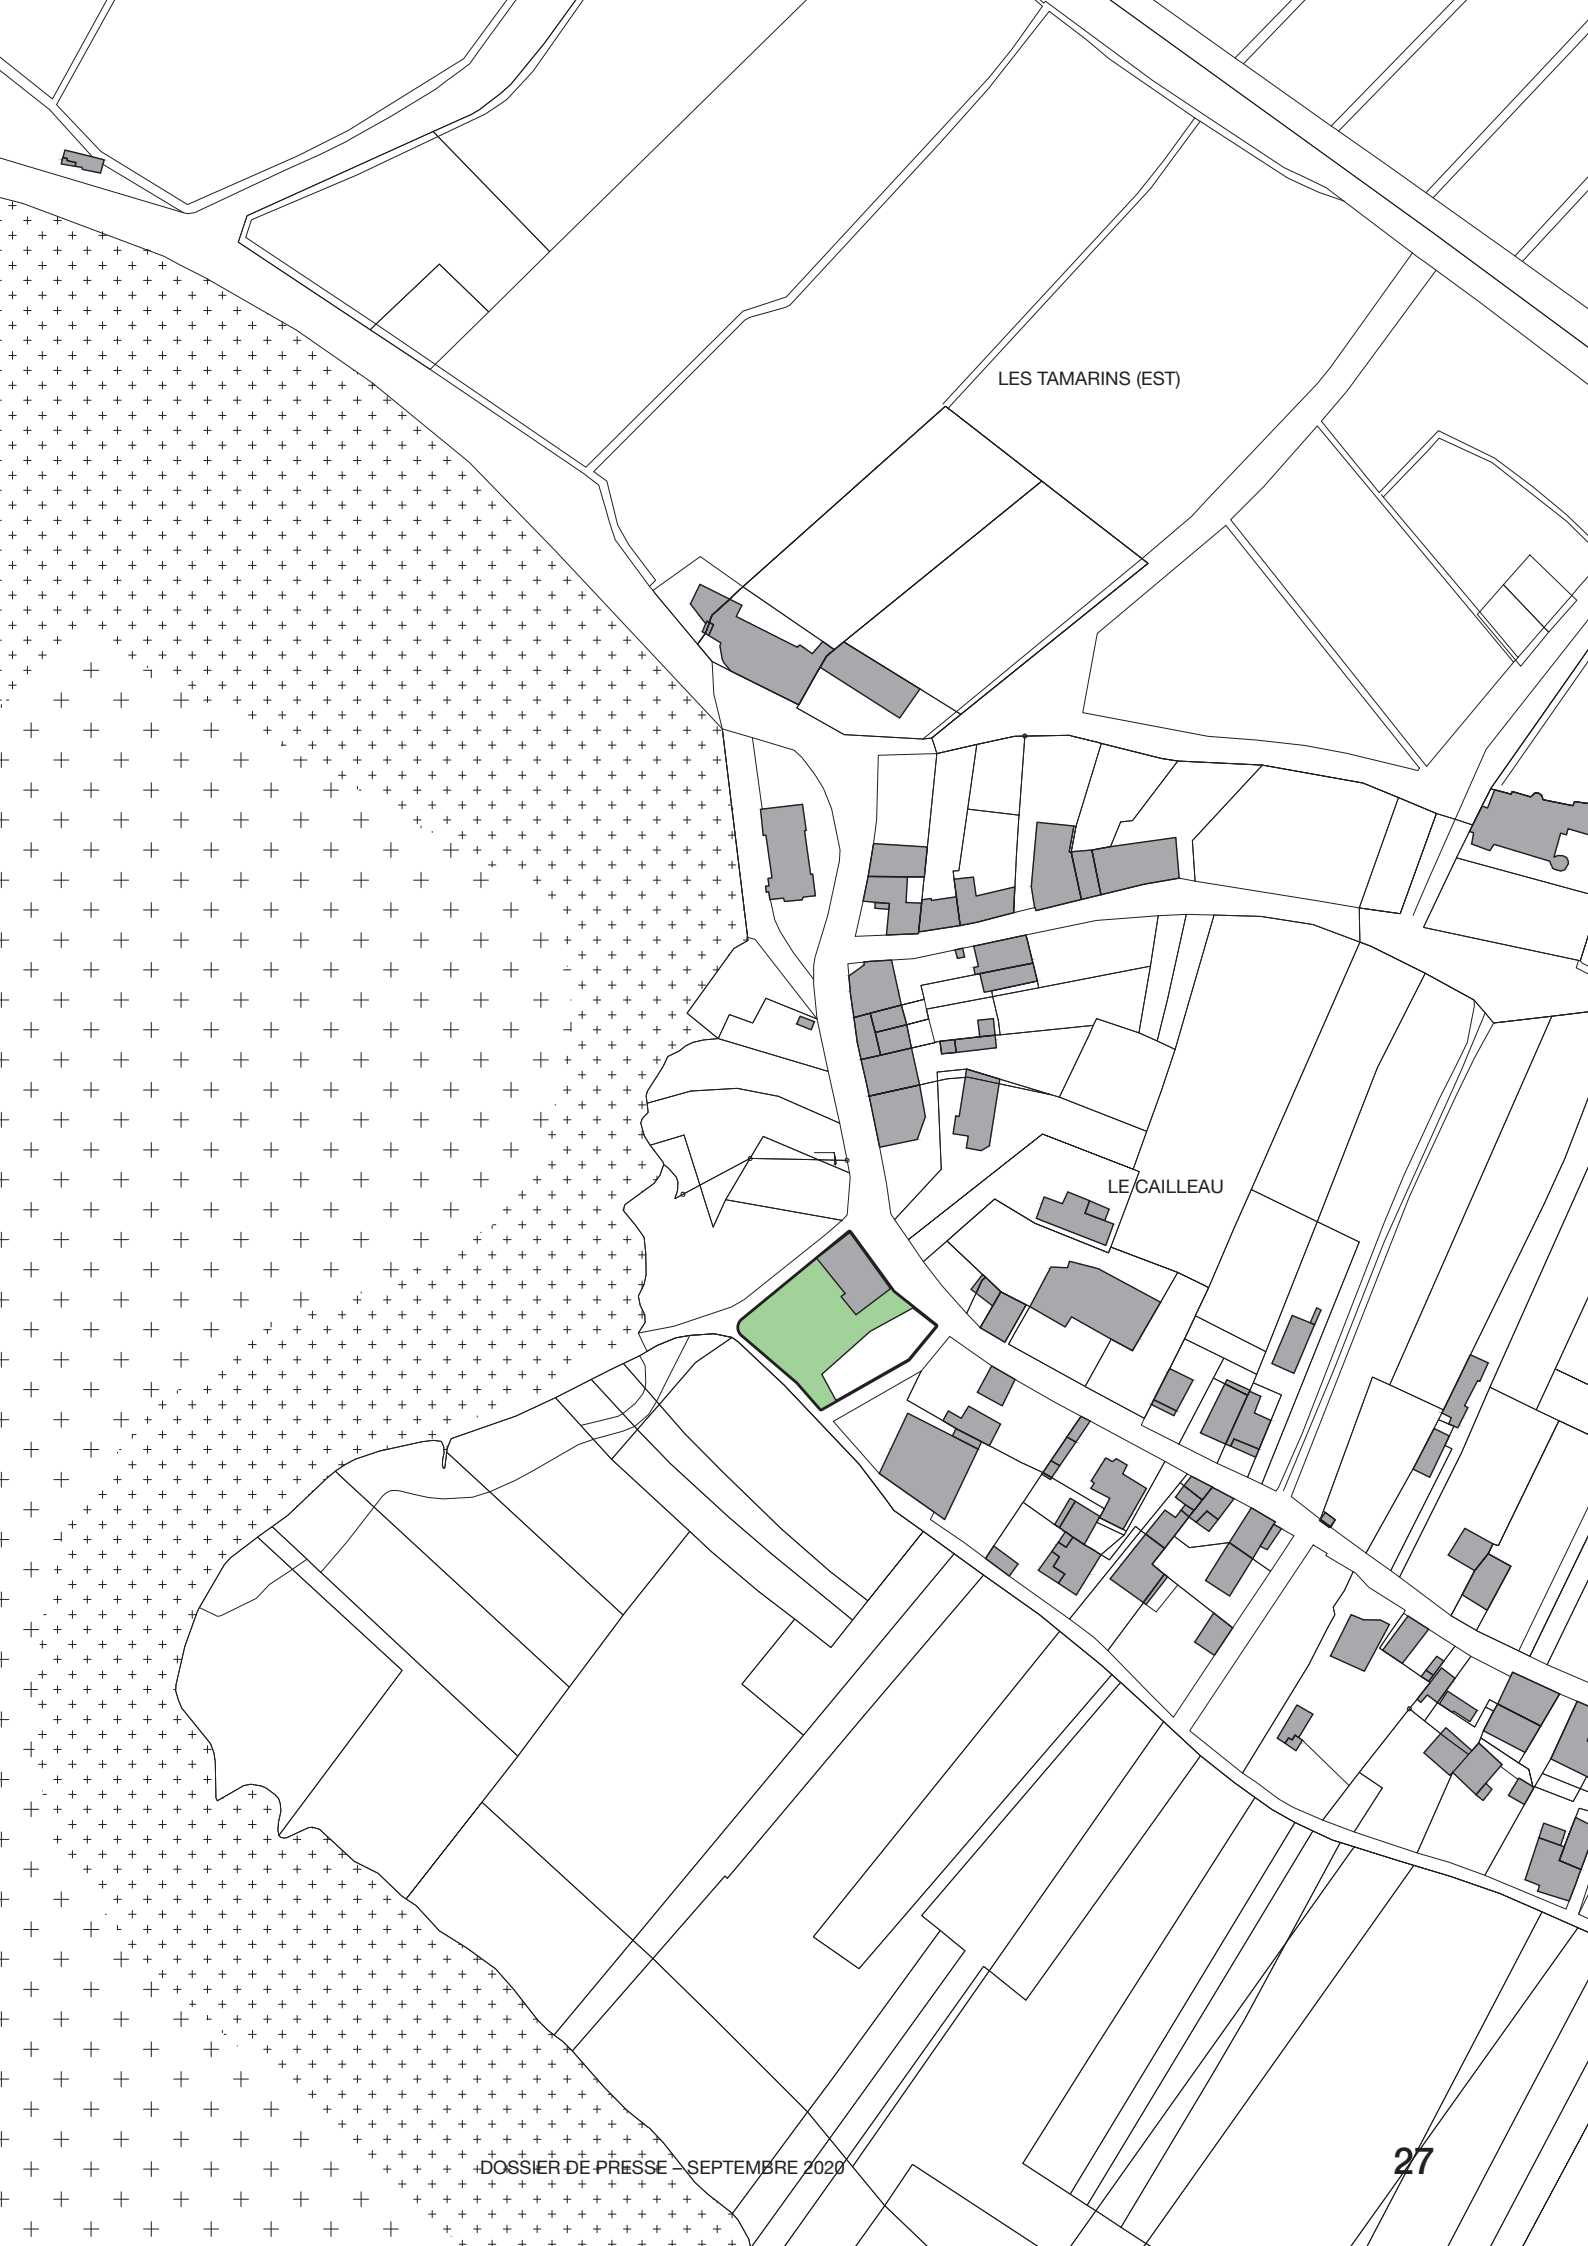 LES TAMARINS (EST)
LE CAILLEAU
DOSSIER DE PRESSE – SEPTEMBRE 2020
27